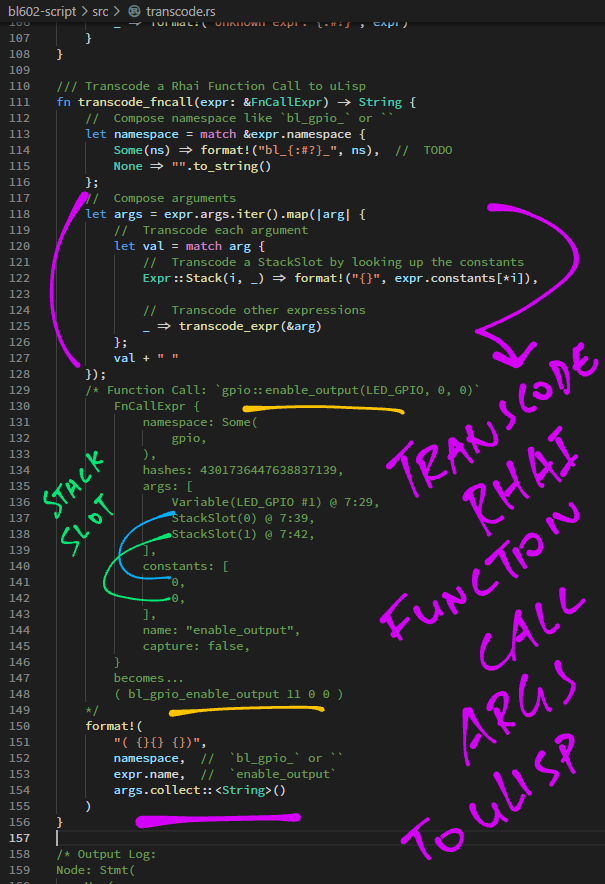 bl602-script > src > transcode.rs
106 _ => format!("Unknown expr: {:#?}", expr)
107 }
108 }
109
110 /// Transcode a Rhai Function Call to uLisp
111 fn transcode_fncall(expr: &FnCallExpr) -> String {
112 // Compose namespace like `bl_gpio_` or ``
113 let namespace = match &expr.namespace {
114 Some(ns) => format!("bl_{:#?}_", ns), // TODO
115 None => "".to_string()
116 };
117 // Compose arguments
118 let args = expr.args.iter().map(|arg| {
119 // Transcode each argument
120 let val = match arg {
121 // Transcode a StackSlot by looking up the constants
122 Expr::Stack(i, _) => format!("{}", expr.constants[*i]),
123
124 // Transcode other expressions
125 _ => transcode_expr(&arg)
126 };
127 val + " "
128 });
129 /* Function Call: `gpio::enable_output(LED_GPIO, 0, 0)`
130 FnCallExpr {
131 namespace: Some(
132 gpio,
133 ),
134 hashes: 4301736447638837139,
135 args: [
136 Variable(LED_GPIO #1) @ 7:29,
137 StackSlot(0) @ 7:39,
138 StackSlot(1) @ 7:42,
139 ],
140 constants: [
141 0,
142 0,
143 ],
144 name: "enable_output",
145 capture: false,
146 }
147 becomes...
148 ( bl_gpio_enable_output 11 0 0 )
149 */
150 format!(
151 "( {}{} {})",
152 namespace, // `bl_gpio_` or ``
153 expr.name, // `enable_output`
154 args.collect::<String>()
155 )
156 }
157
158 /* Output Log:
159 Node: Stmt(
STACK
SLOT
TRANSCODE
RHAI
FUNCTION
CALL
ARGS
TO ULISP